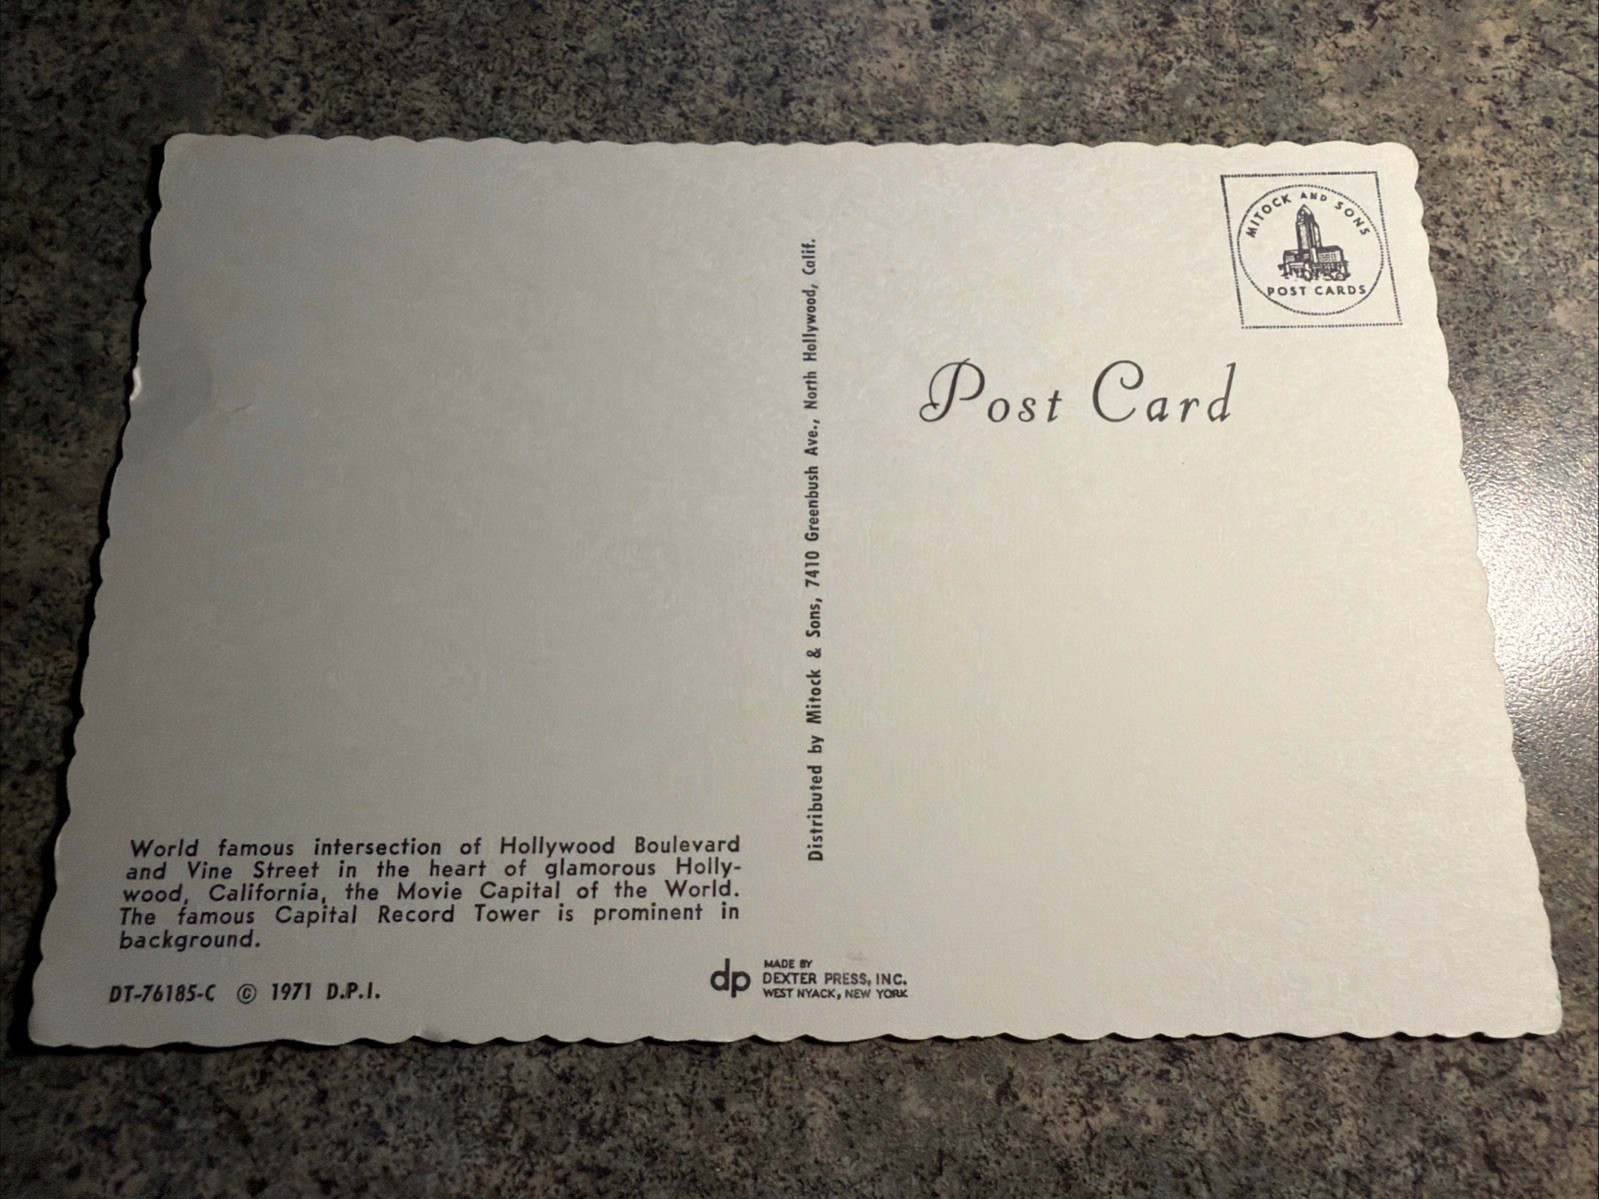 MITOCK AND SONS
POST CARDS
Post Card
Distributed by Mitock & Sons, 7410 Greenbush Ave., North Hollywood, Calif.
World famous intersection of Hollywood Boulevard
and Vine Street in the heart of glamorous Holly-
wood, California, the Movie Capital of the World.
The famous Capital Record Tower is prominent in
background.
DT-76185-C © 1971 D.P.I.
dp
MADE BY
DEXTER PRESS, INC.
WEST NYACK, NEW YORK